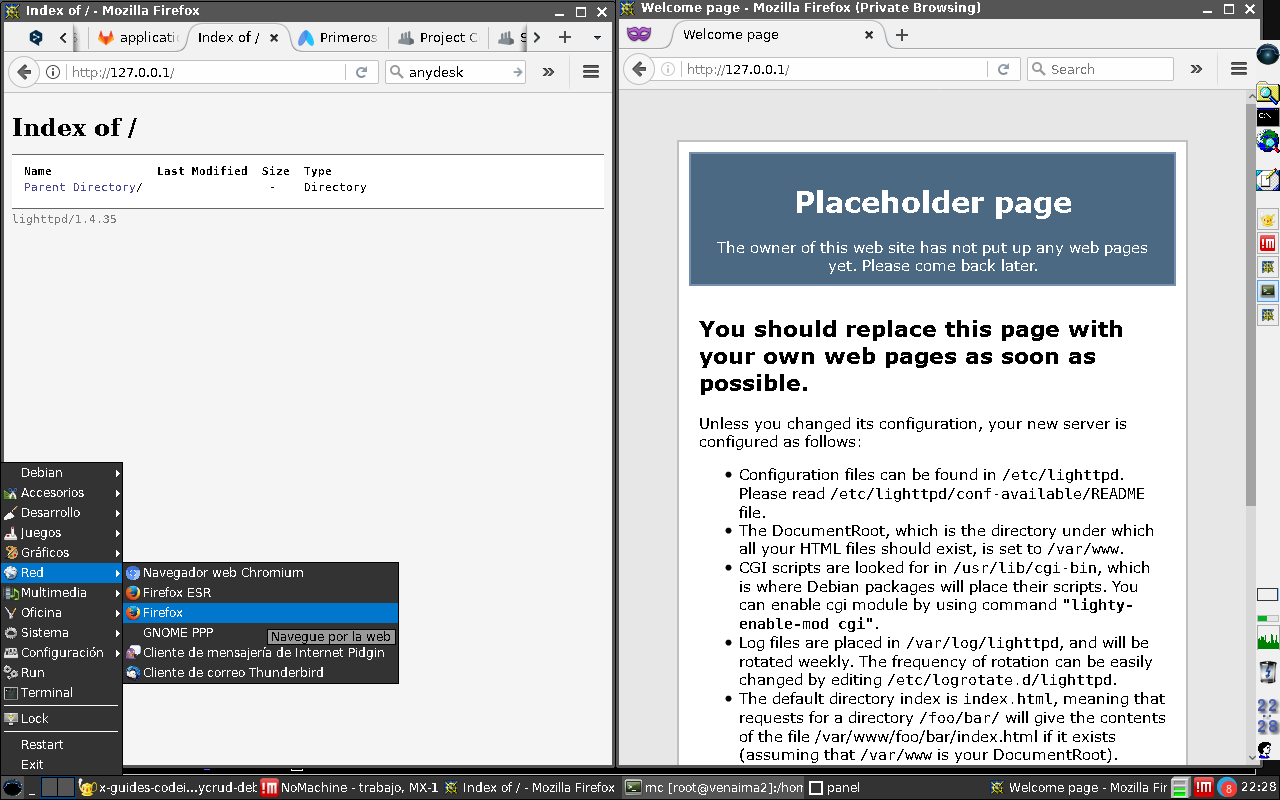 Index of / - Mozilla Firefox
applicati
Index of /
Primeros
Project C
S
http://127.0.0.1/
anydesk
Index of /
Name Last Modified Size Type
Parent Directory/ - Directory
lighttpd/1.4.35
Welcome page - Mozilla Firefox (Private Browsing)
Welcome page
http://127.0.0.1/
Search
Placeholder page
The owner of this web site has not put up any web pages
yet. Please come back later.
You should replace this page with
your own web pages as soon as
possible.
Unless you changed its configuration, your new server is
configured as follows:
Configuration files can be found in /etc/lighttpd.
Please read /etc/lighttpd/conf-available/README
file.
The DocumentRoot, which is the directory under which
all your HTML files should exist, is set to /var/www.
CGI scripts are looked for in /usr/lib/cgi-bin, which
is where Debian packages will place their scripts. You
can enable cgi module by using command "lighty-
enable-mod cgi".
Log files are placed in /var/log/lighttpd, and will be
rotated weekly. The frequency of rotation can be easily
changed by editing /etc/logrotate.d/lighttpd.
The default directory index is index.html, meaning that
requests for a directory /foo/bar/ will give the contents
of the file /var/www/foo/bar/index.html if it exists
(assuming that /var/www is your DocumentRoot).
Debian
Accesorios
Desarrollo
Juegos
Gráficos
Red
Multimedia
Oficina
Sistema
Configuración
Run
Terminal
Lock
Restart
Exit
Navegador web Chromium
Firefox ESR
Firefox
GNOME PPP
Navegue por la web
Cliente de mensajería de Internet Pidgin
Cliente de correo Thunderbird
C:\
!M
22
28
x-guides-codei...ycrud-deb
!M NoMachine - trabajo, MX-1
Index of / - Mozilla Firefox
mc [root@venaima2]:/hom
panel
Welcome page - Mozilla Fir
!M
8
22:28